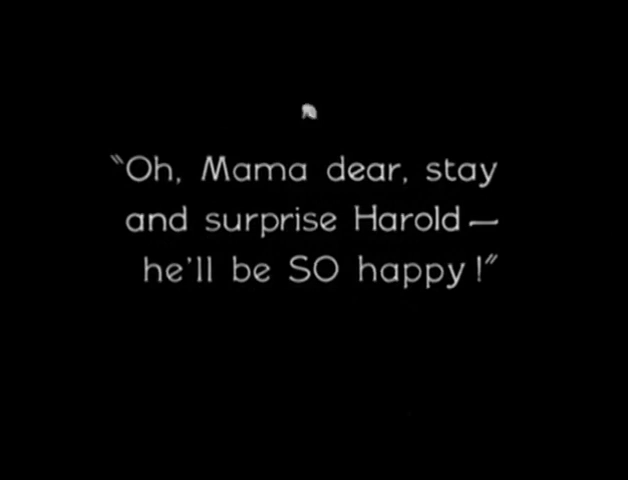 "Oh, Mama dear, stay
and surprise Harold —
he'll be SO happy!"